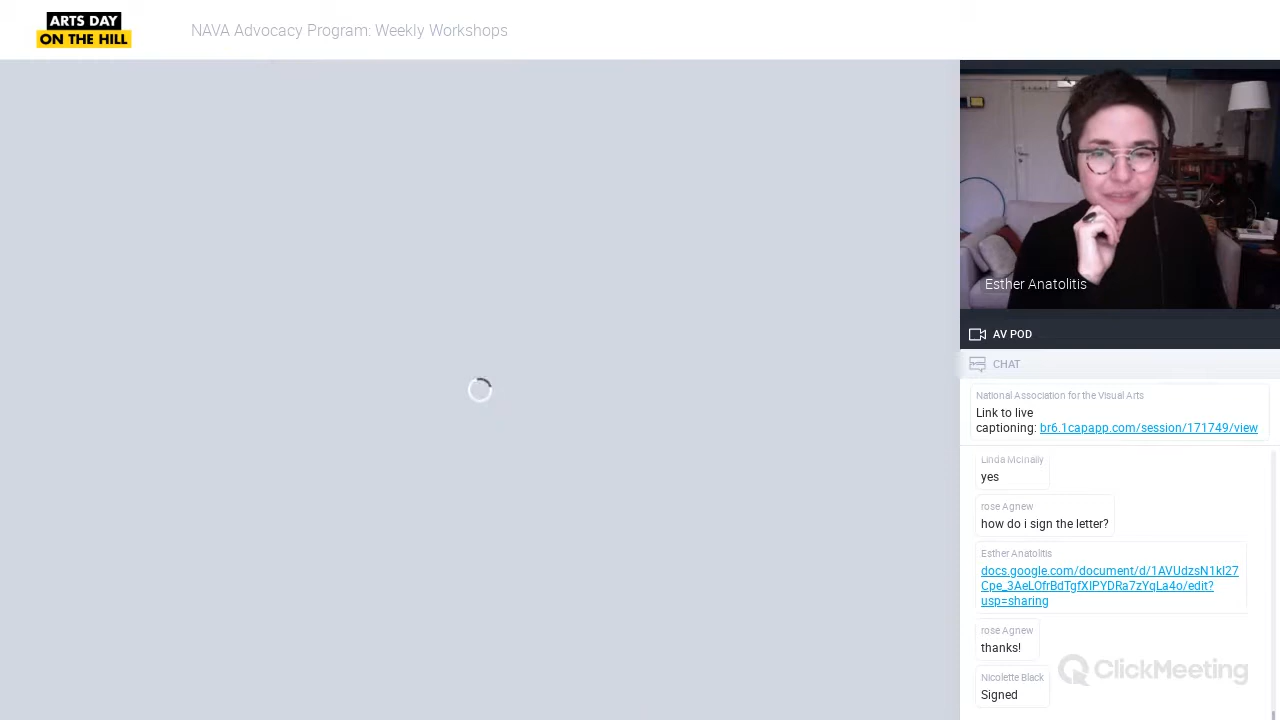 ARTS DAY
ON THE HILL
NAVA Advocacy Program: Weekly Workshops
Esther Anatolitis
AV POD
CHAT
National Association for the Visual Arts
Link to live
captioning: br6.1capapp.com/session/171749/view
Linda McInally
yes
rose Agnew
how do i sign the letter?
Esther Anatolitis
docs.google.com/document/d/1AVUdzsN1kI27
Cpe_3AeLOfrBdTgfXIPYDRa7zYqLa4o/edit?
usp=sharing
rose Agnew
thanks!
Nicolette Black
Signed
ClickMeeting